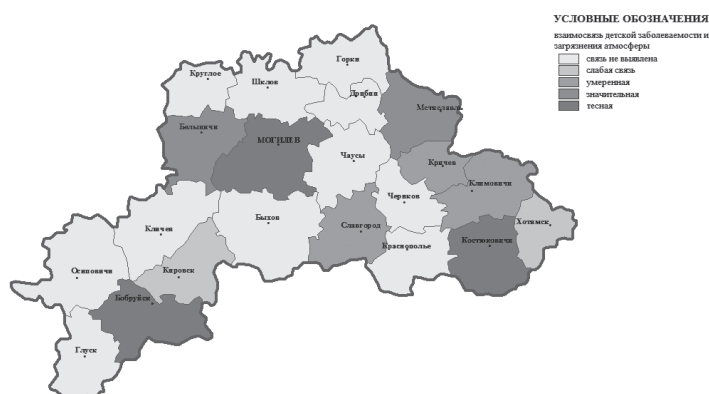 УСЛОВНЫЕ ОБОЗНАЧЕНИЯ
взаимосвязь детской заболеваемости и
загрязнения атмосферы
связь не выявлена
слабая связь
умеренная
значительная
тесная
Горки
Круглое
Шклов
Дрибин
Мстиславль
Белыничи
МОГИЛЕВ
Чаусы
Кричев
Климовичи
Чериков
Быхов
Славгород
Хотимск
Ключев
Краснополье
Костюковичи
Осиповичи
Кировск
Бобруйск
Глуск